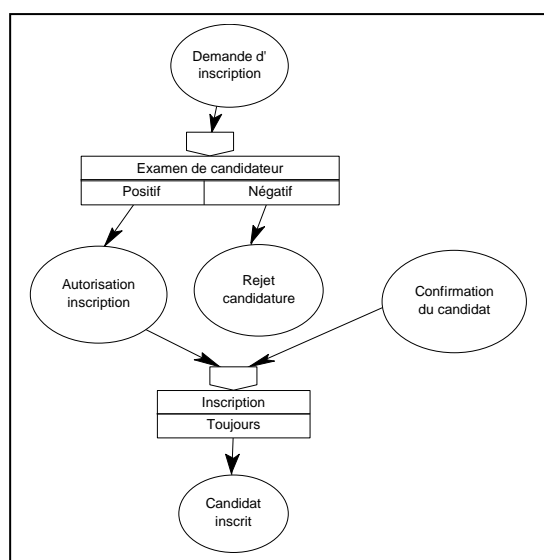 Demande d'
inscription
Examen de candidateur
Positif
Négatif
Autorisation
inscription
Rejet
candidature
Confirmation
du candidat
Inscription
Toujours
Candidat
inscrit